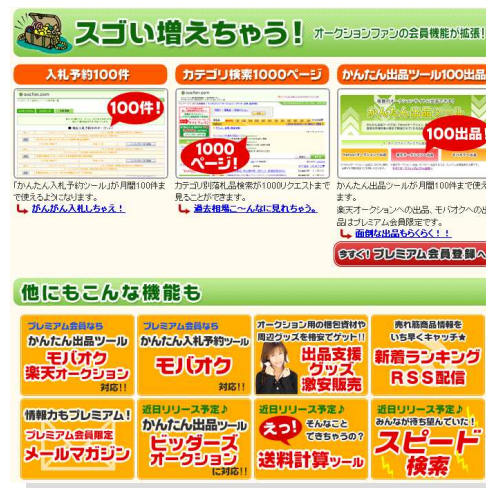 スゴい増えちゃう！
オークションファンの会員機能が拡張！
入札予約100件
カテゴリ検索1000ページ
かんたん出品ツール100出品
aucfan.com
100件！
aucfan.com
1000
ページ！
かんたん出品ツール
100出品！
「かんたん入札予約ツール」が月間100件ま
で使えるようになります。
がんがん入札しちゃえ！
カテゴリ別落札品検索が1000リクエストまで
見ることができます。
過去相場こ～んなに見れちゃう。
かんたん出品ツールが月間100件まで使え
ます。
楽天オークションへの出品、モバオクへの出
品はプレミアム会員限定です。
面倒な出品もらくらく！！
今すぐ！プレミアム会員登録へ
他にもこんな機能も
プレミアム会員なら
かんたん出品ツール
モバオク
楽天オークション
対応!!
プレミアム会員なら
かんたん入札予約ツール
モバオク
対応!!
オークション用の梱包資材や
周辺グッズを格安でゲット!!
出品支援
グッズ
激安販売
売れ筋商品情報を
いち早くキャッチ★
新着ランキング
RSS配信
情報力もプレミアム！
プレミアム会員限定
メールマガジン
近日リリース予定♪
かんたん出品ツール
ビッダーズ
オークション
に対応!!
近日リリース予定♪
えっ！
そんなこと
できちゃうの？
送料計算ツール
近日リリース予定♪
みんなが待ち望んでいた！
スピード
検索